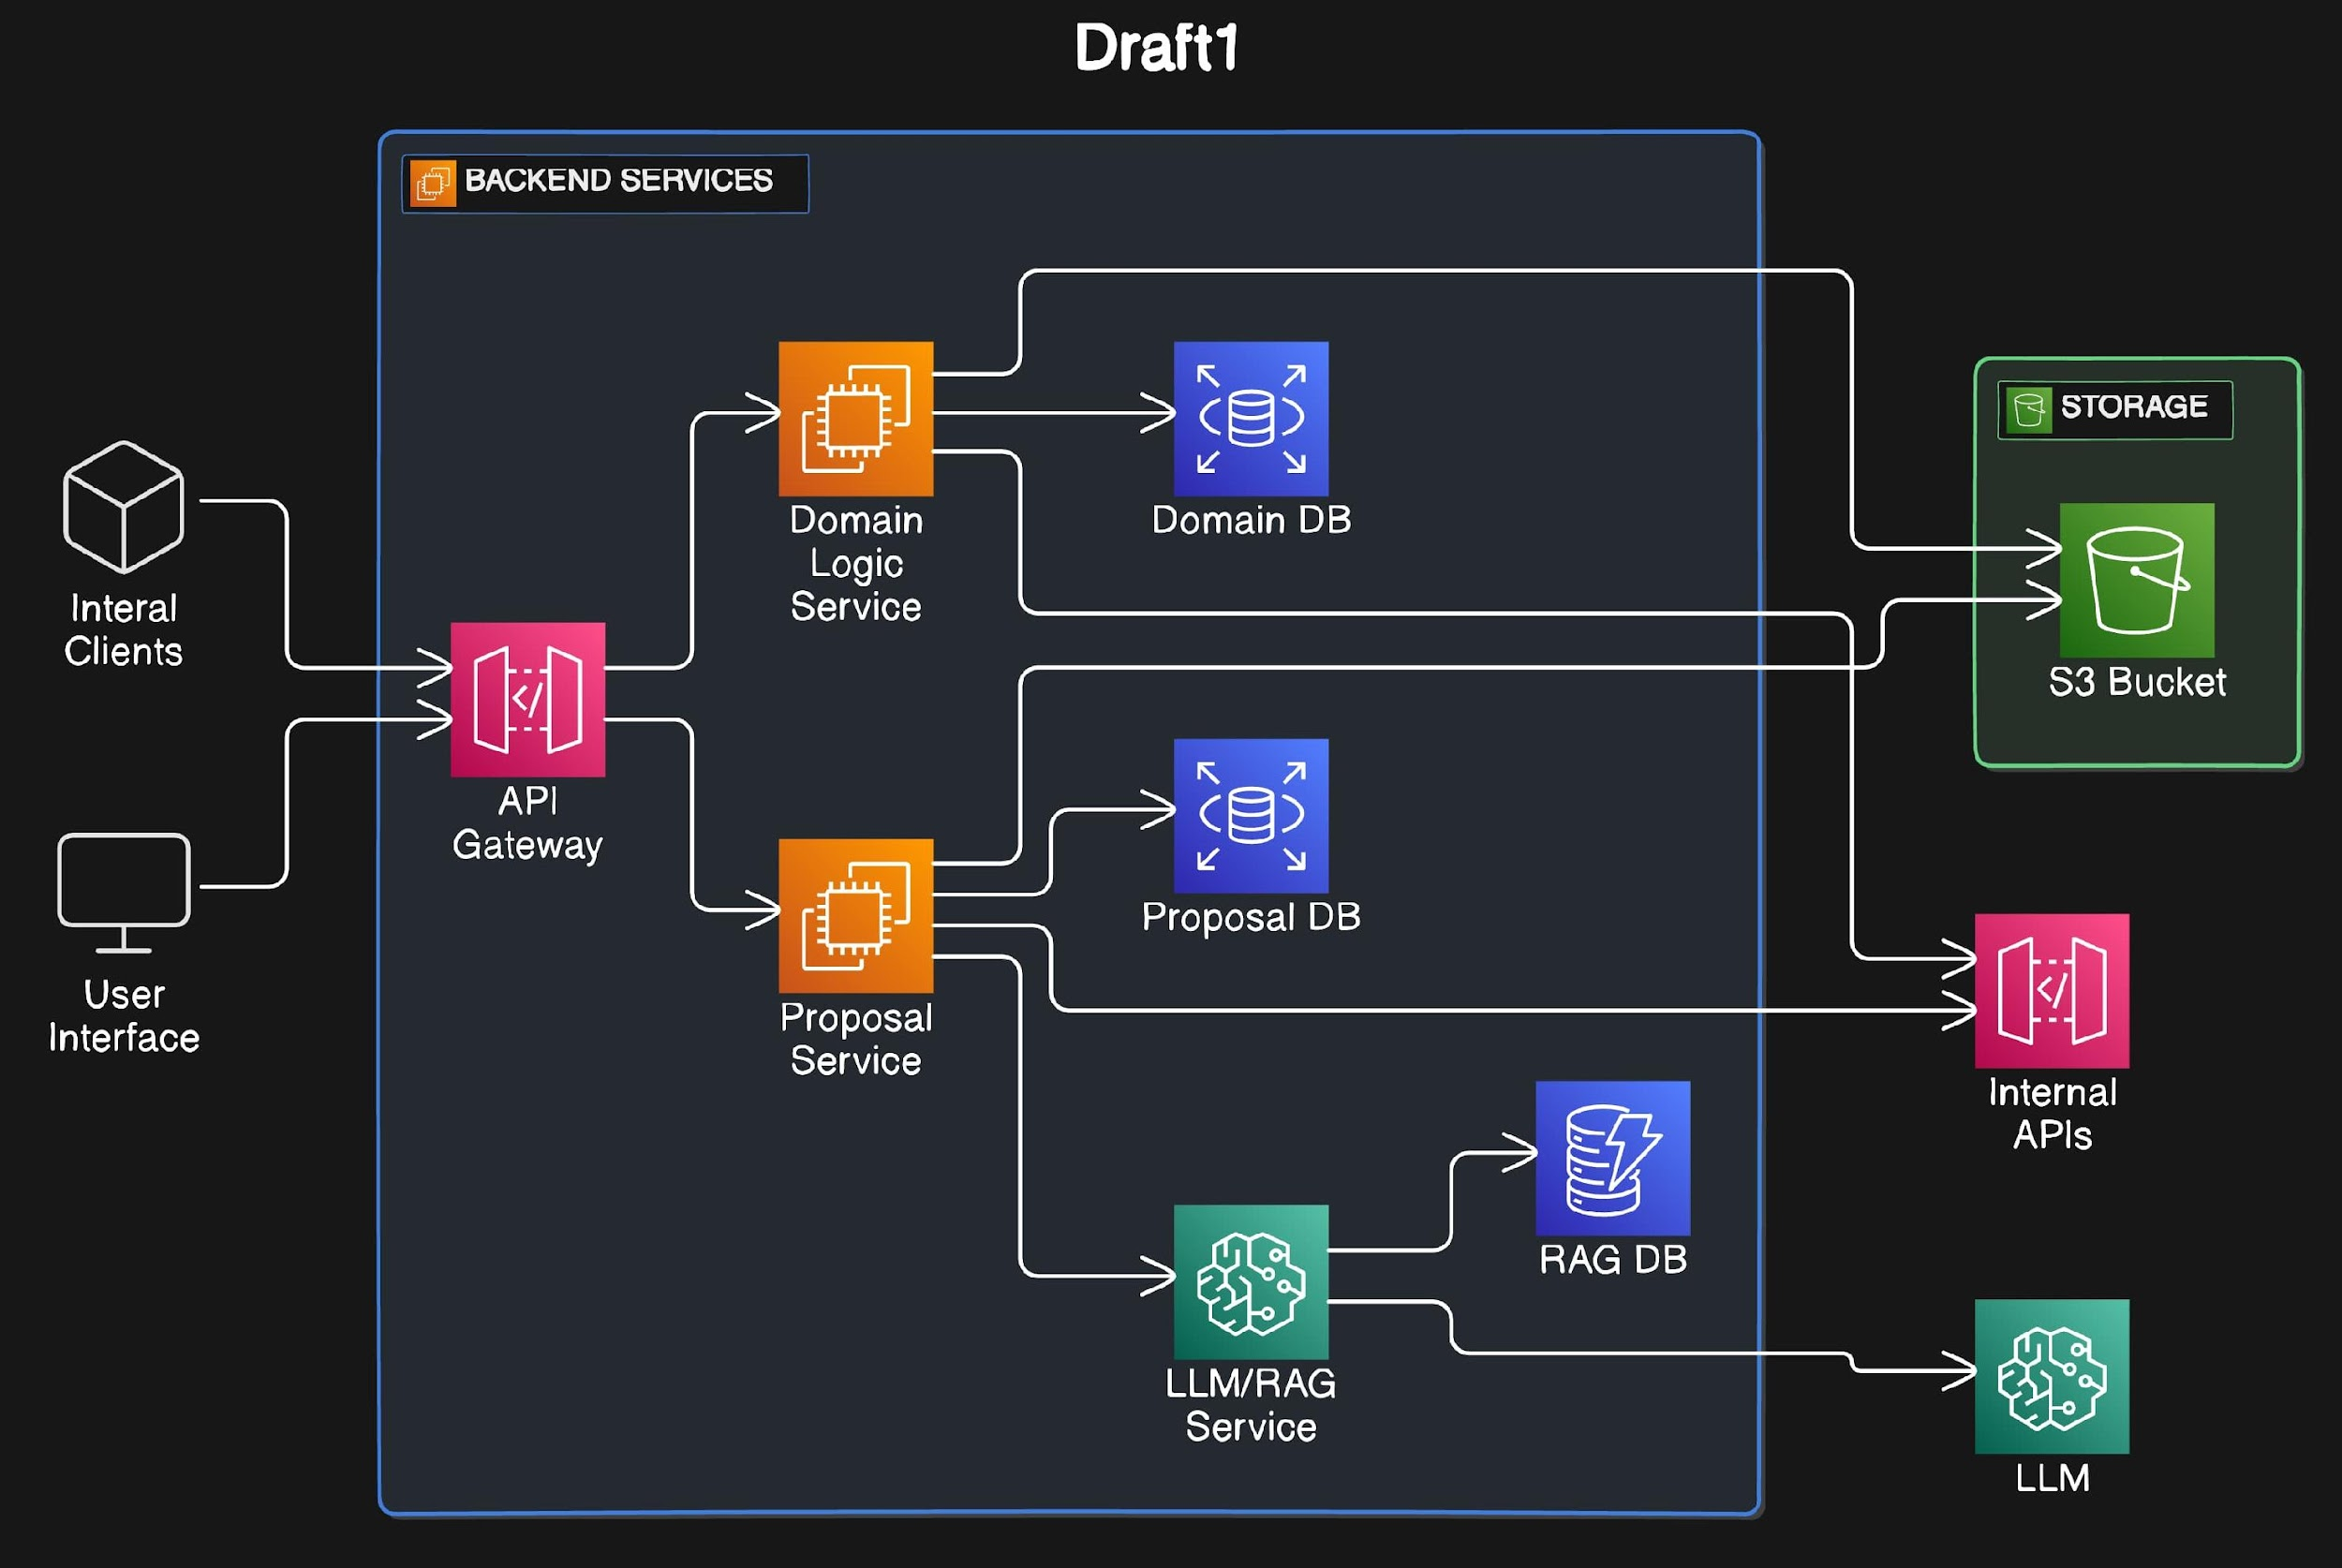 Draft1
BACKEND SERVICES
Domain
Logic
Service
Domain DB
STORAGE
S3 Bucket
Interal
Clients
API
Gateway
User
Interface
Proposal DB
Proposal
Service
Internal
APIs
RAG DB
LLM/RAG
Service
LLM